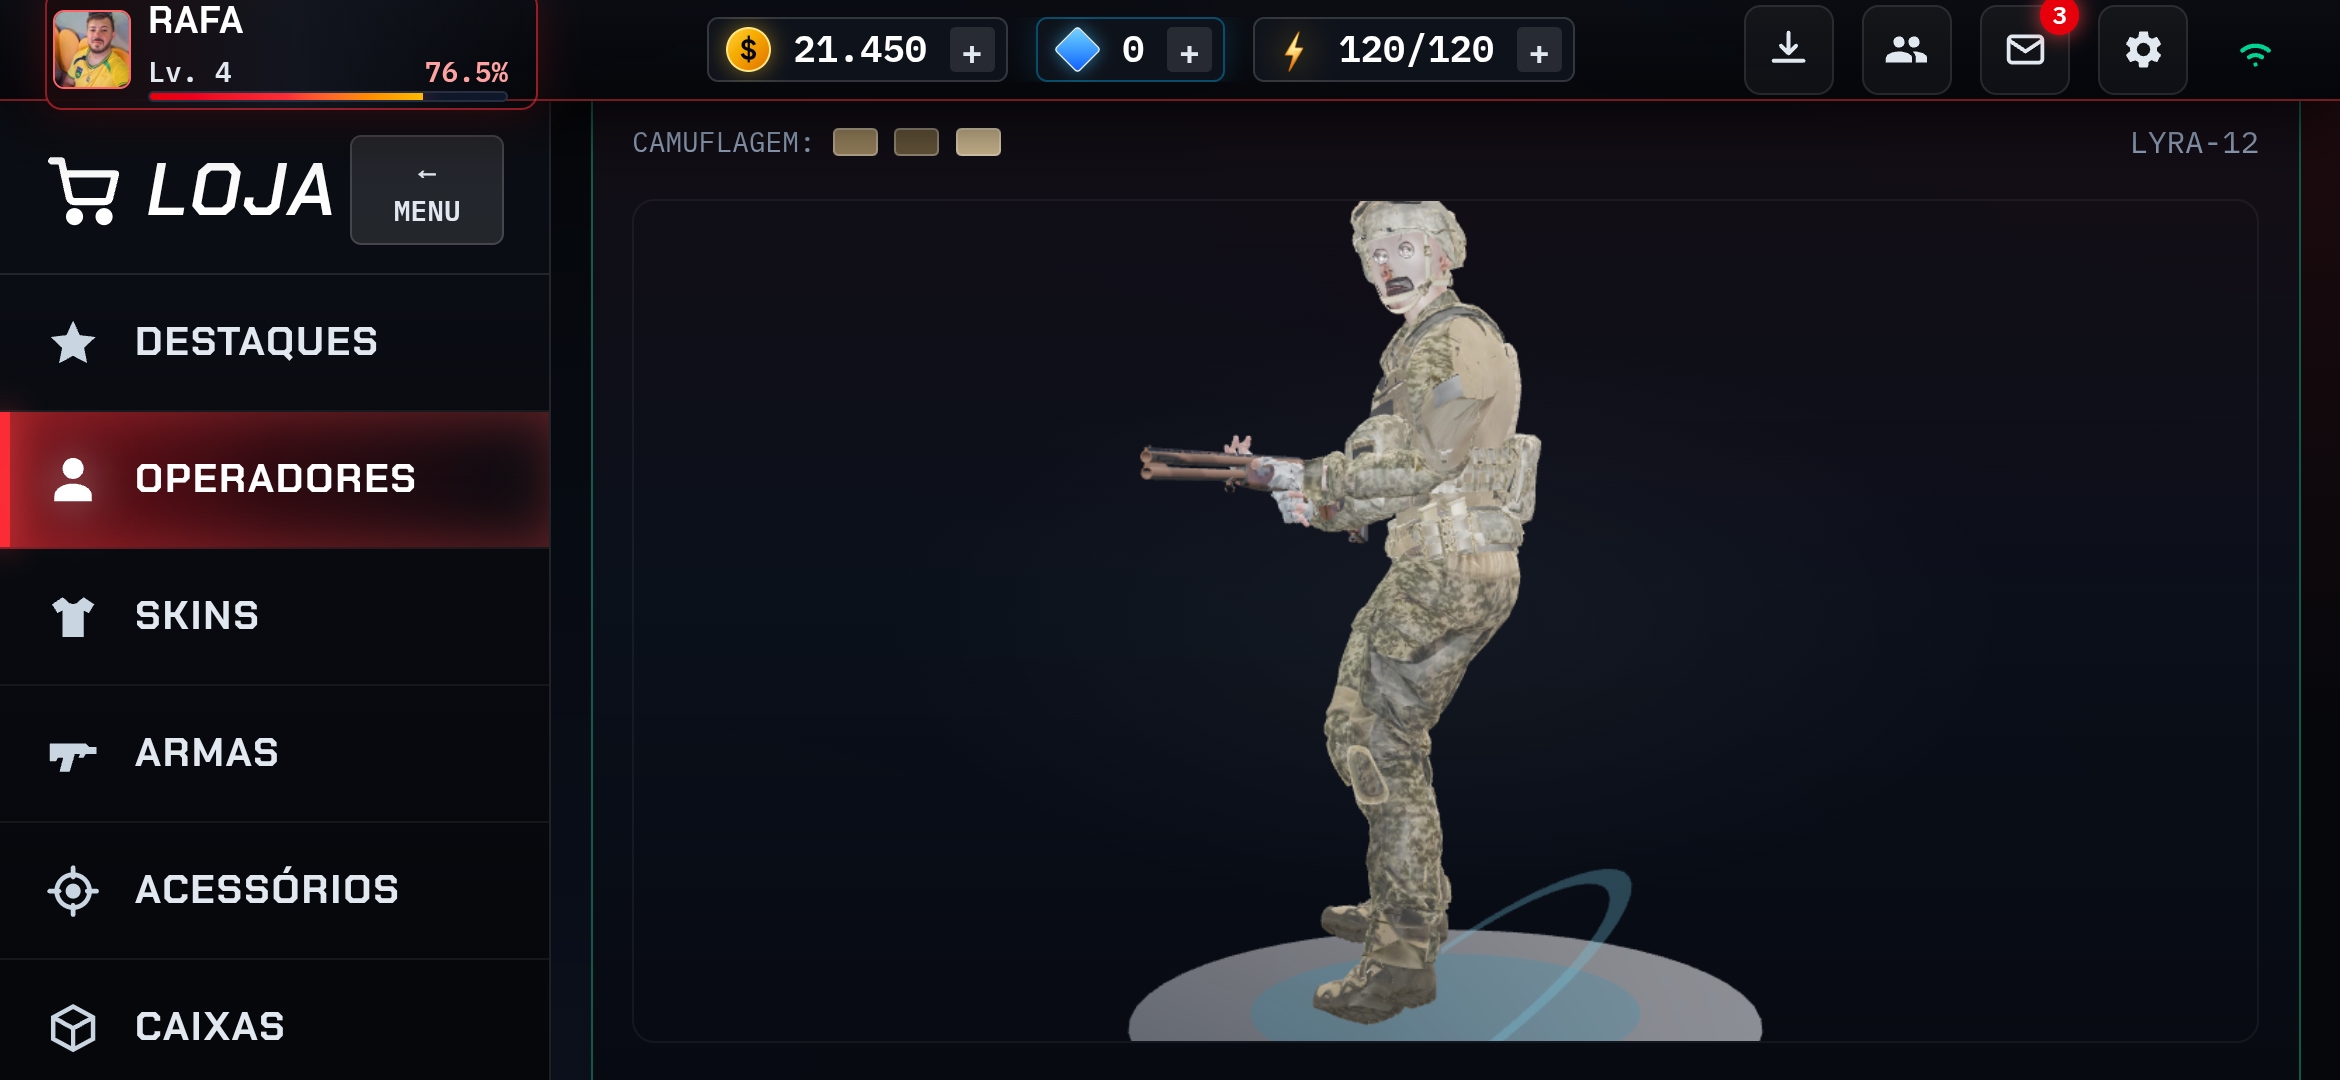 RAFA
Lv. 4 76.5%
21.450 +
0 +
120/120 +
3
LOJA
← MENU
CAMUFLAGEM:
LYRA-12
DESTAQUES
OPERADORES
SKINS
ARMAS
ACESSÓRIOS
CAIXAS